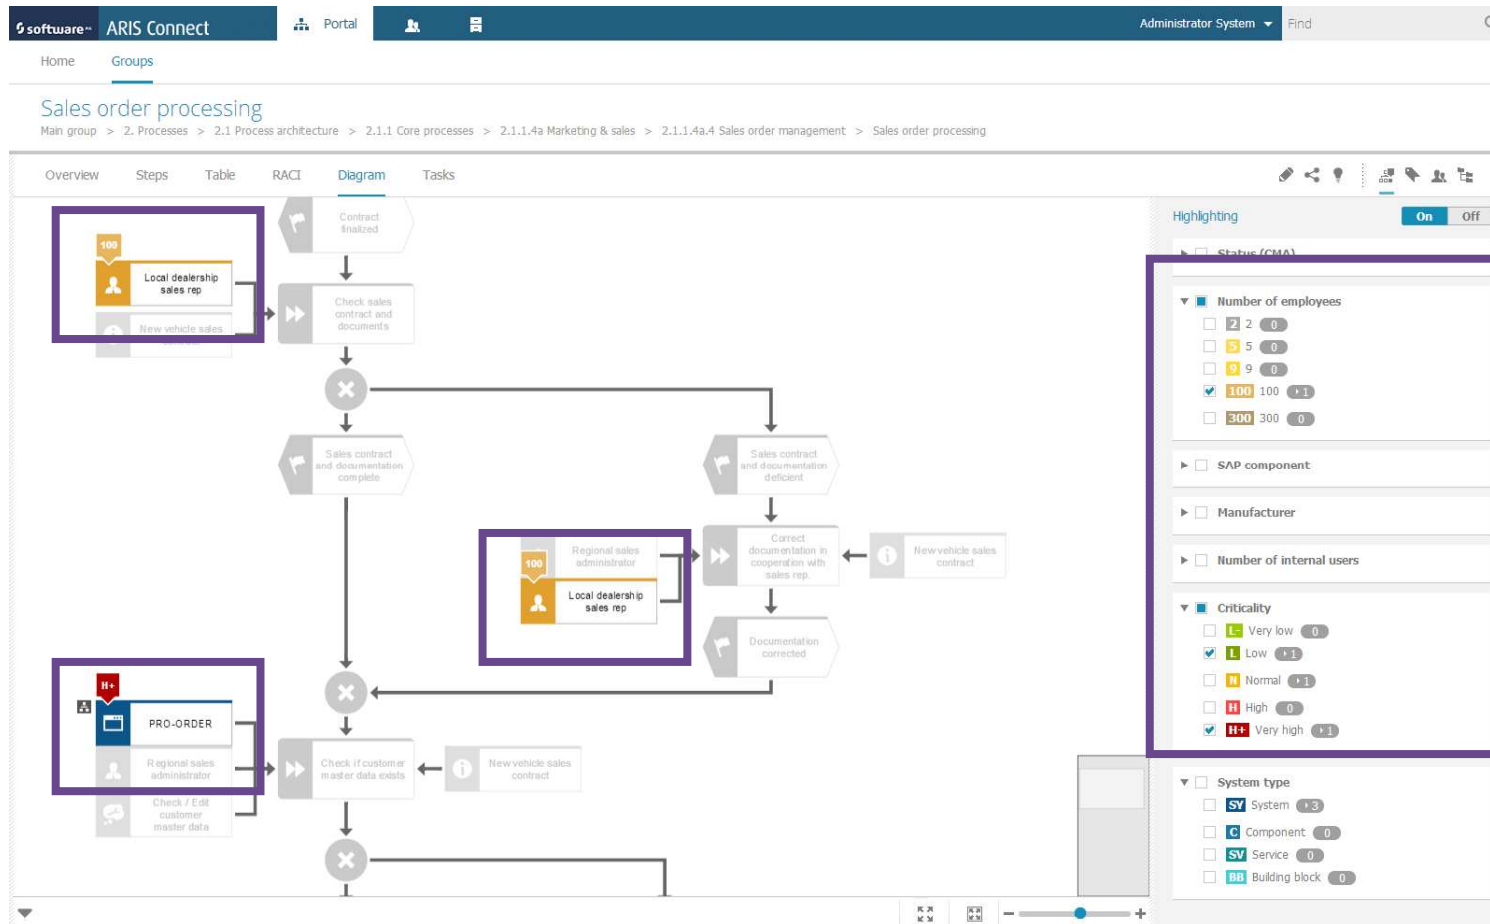 software AG ARIS Connect Portal Administrator System Find
Home Groups
Sales order processing
Main group > 2. Processes > 2.1 Process architecture > 2.1.1 Core processes > 2.1.1.4a Marketing & sales > 2.1.1.4a.4 Sales order management > Sales order processing
Overview Steps Table RACI Diagram Tasks
Contract
finalized
100
Local dealership
sales rep
New vehicle sales
Check sales
contract and
documents
Sales contract
and documentation
complete
Sales contract
and documentation
deficient
Regional sales
administrator
100
Local dealership
sales rep
Correct
documentation in
cooperation with
sales rep.
New vehicle sales
contract
Documentation
corrected
H+
PRO-ORDER
Regional sales
administrator
Check / Edit
customer
master data
Check if customer
master data exists
New vehicle sales
contract
Highlighting On Off
Status (CMA)
Number of employees
2 2 0
5 5 0
9 9 0
100 100 1
300 300 0
SAP component
Manufacturer
Number of internal users
Criticality
L- Very low 0
L Low 1
N Normal 1
H High 0
H+ Very high 1
System type
SY System 3
C Component 0
SV Service 0
BB Building block 0